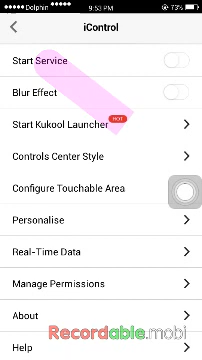 ●●●●● Dolphin 9:53 PM 73%
iControl
Start Service
Blur Effect
Start Kukool Launcher HOT
Controls Center Style
Configure Touchable Area
Personalise
Real-Time Data
Manage Permissions
About
Recordable.mobi
Help